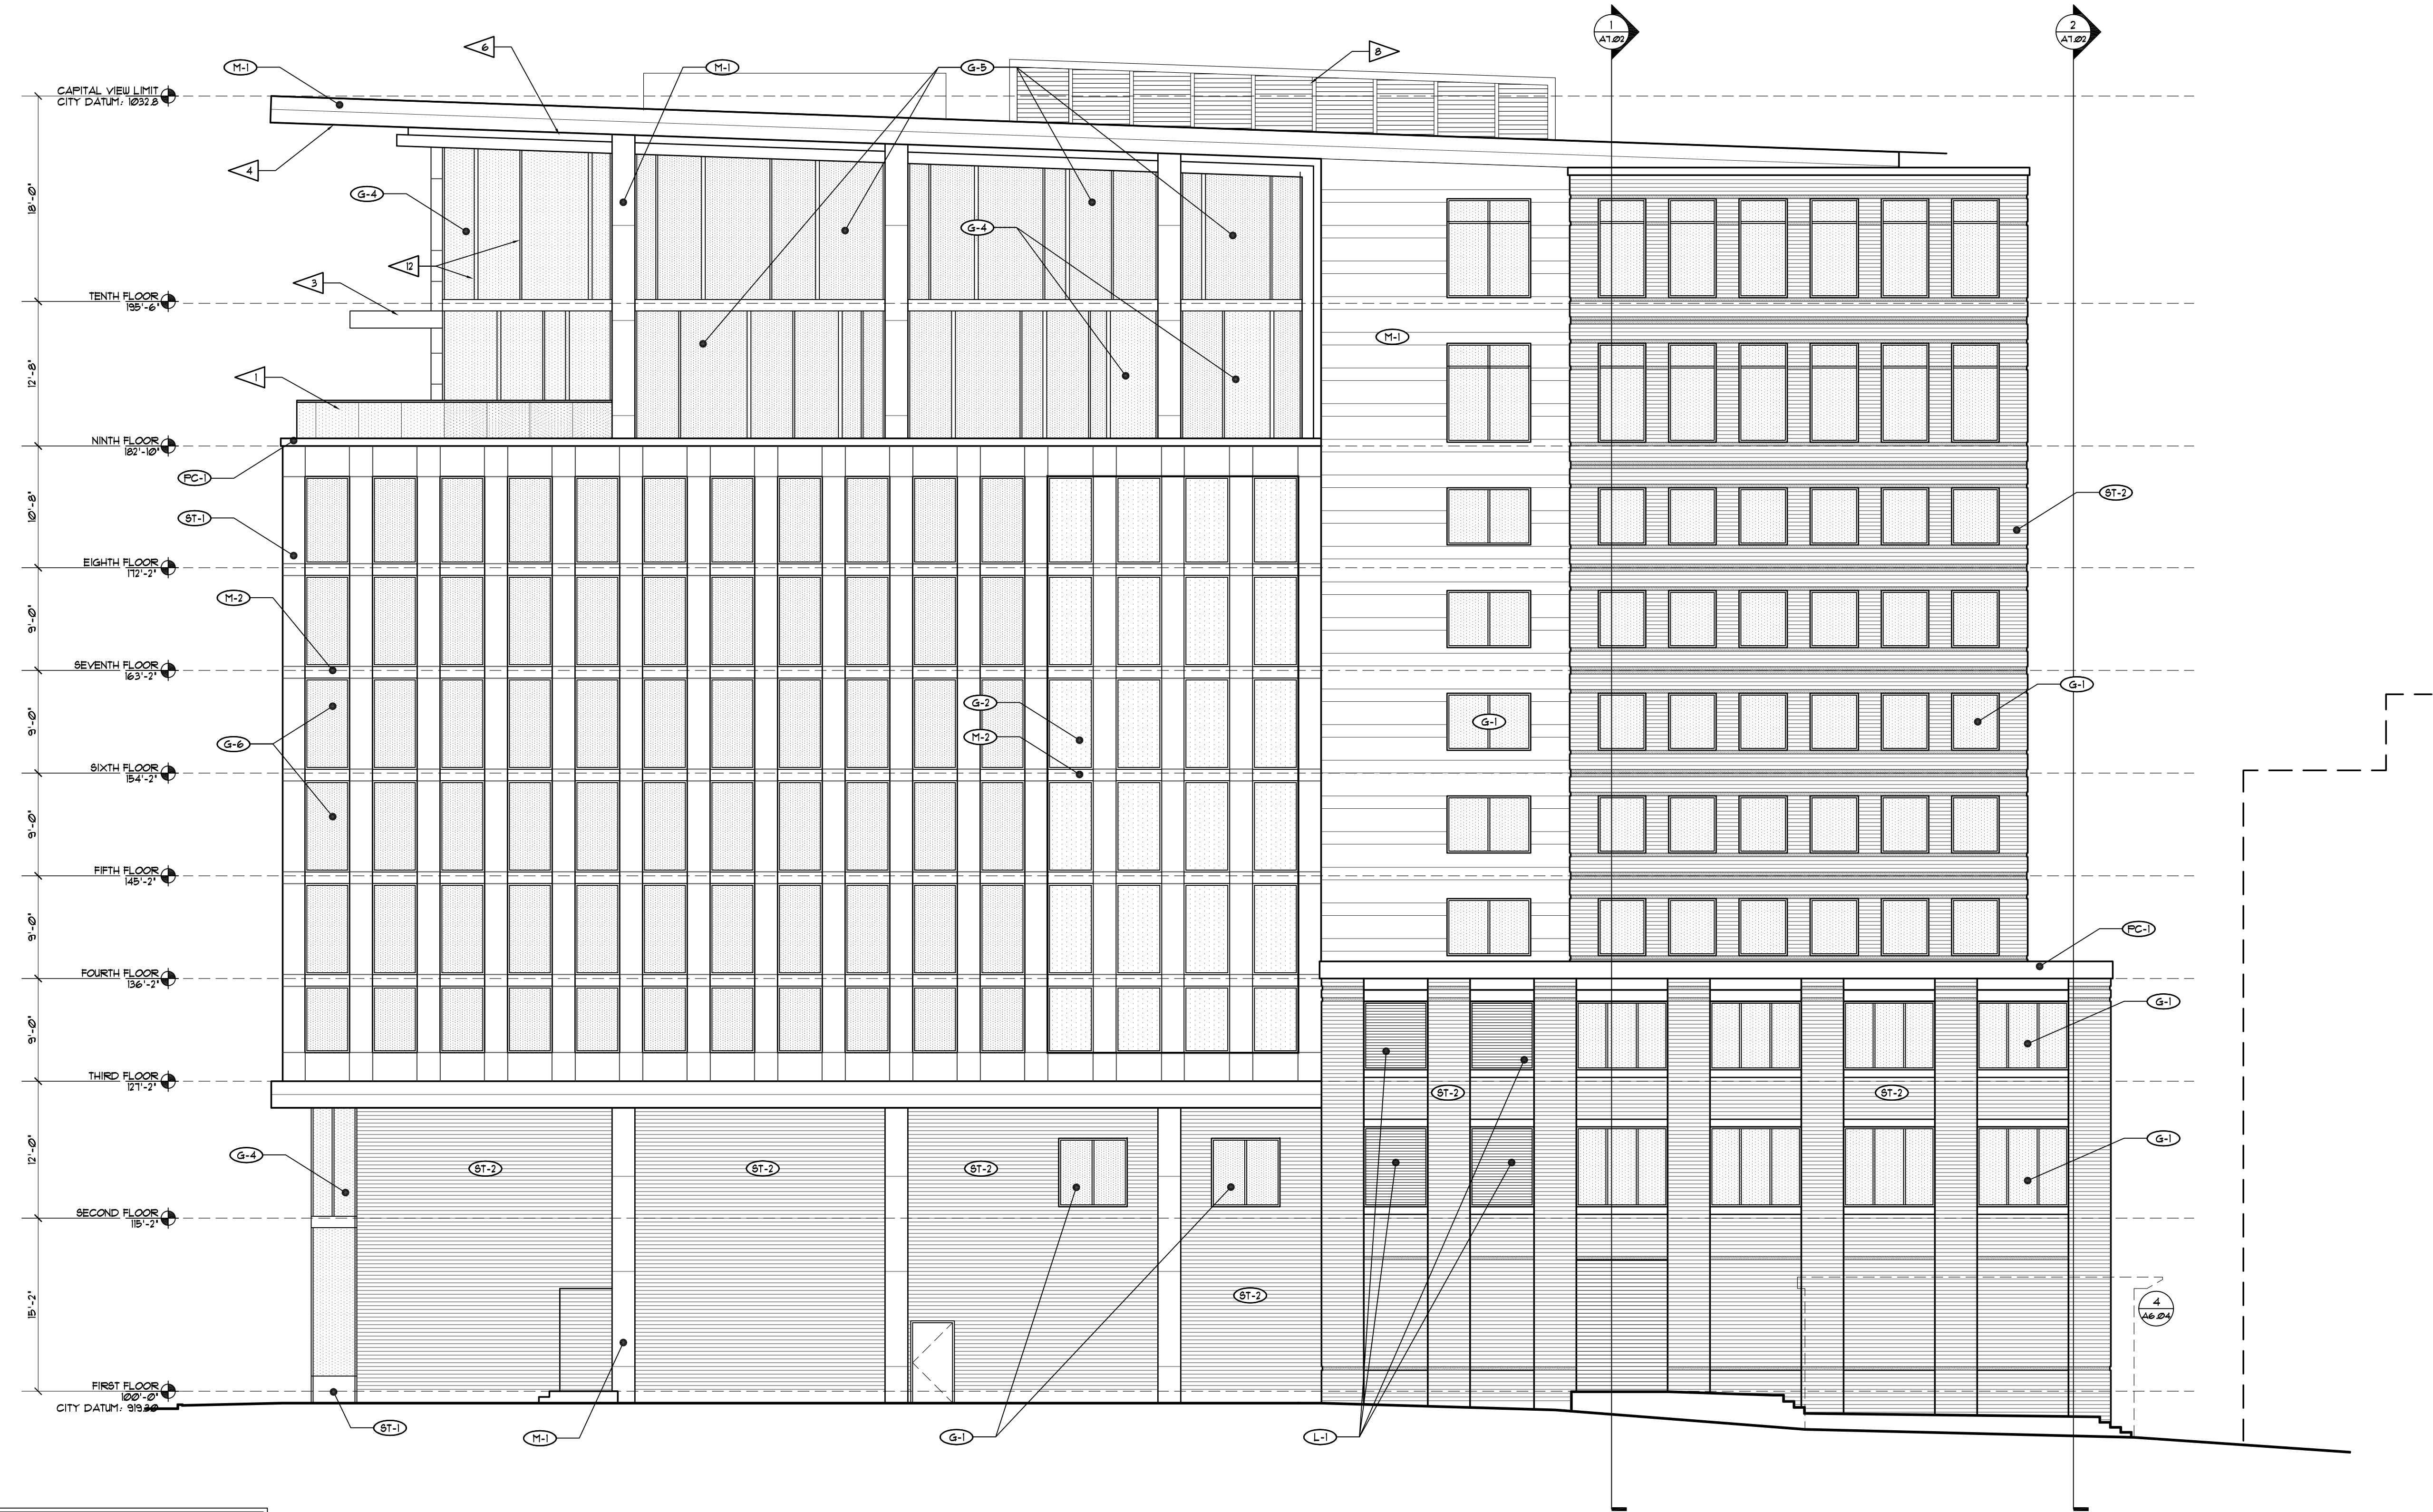 1
A7.02
2
A7.02
6
M-1
M-1
G-5
8
CAPITAL VIEW LIMIT
CITY DATUM: 1032.8
4
18'-0"
G-4
G-4
12
3
TENTH FLOOR
195'-6"
M-1
12'-8"
1
NINTH FLOOR
182'-10"
PC-1
ST-2
10'-8"
ST-1
EIGHTH FLOOR
172'-2"
M-2
9'-0"
SEVENTH FLOOR
163'-2"
G-1
G-2
G-1
9'-0"
M-2
G-6
SIXTH FLOOR
154'-2"
9'-0"
FIFTH FLOOR
145'-2"
9'-0"
PC-1
FOURTH FLOOR
136'-2"
G-1
9'-0"
THIRD FLOOR
127'-2"
ST-2
ST-2
G-1
12'-0"
G-4
ST-2
ST-2
ST-2
SECOND FLOOR
115'-2"
15'-2"
ST-2
4
A6.04
FIRST FLOOR
100'-0"
CITY DATUM: 919.30
ST-1
M-1
G-1
L-1